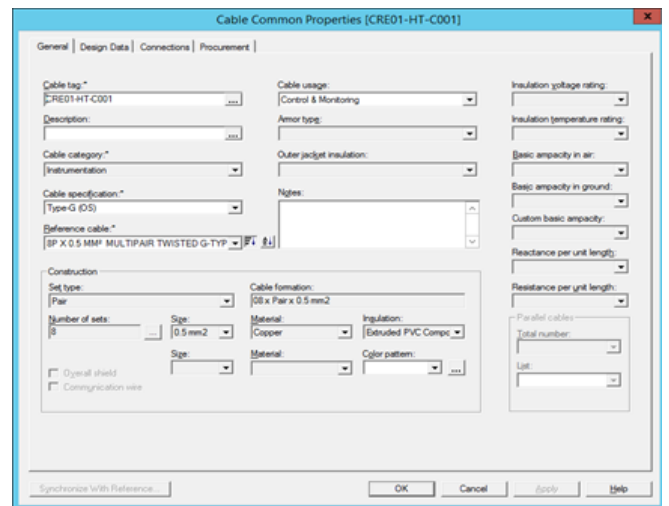 Cable Common Properties [CRE01-HT-C001]
x
General
Design Data
Connections
Procurement
Cable tag:*
CRE01-HT-C001
...
Description:
...
Cable category:*
Instrumentation
Cable specification:*
Type-G (OS)
Reference cable:*
8P X 0.5 MM² MULTIPAIR TWISTED G-TYP
Cable usage:
Control & Monitoring
Armor type:
Outer jacket insulation:
Notes:
Insulation voltage rating:
Insulation temperature rating:
Basic ampacity in air:
Basic ampacity in ground:
Custom basic ampacity:
Reactance per unit length:
Resistance per unit length:
Construction
Set type:
Pair
Cable formation:
08 x Pair x 0.5 mm2
Number of sets:
8
...
Size:
0.5 mm2
Material:
Copper
Insulation:
Extruded PVC Compc
Size:
Material:
Color pattern:
...
Overall shield
Communication wire
Parallel cables
Total number:
List:
Synchronize With Reference...
OK
Cancel
Apply
Help